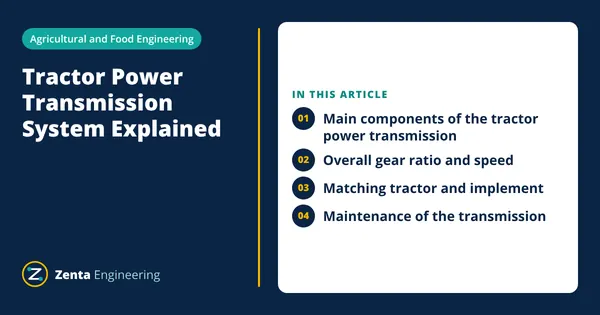 Agricultural and Food Engineering
Tractor Power
Transmission
System Explained
Z
Zenta Engineering
IN THIS ARTICLE
01 Main components of the tractor
power transmission
02 Overall gear ratio and speed
03 Matching tractor and implement
04 Maintenance of the transmission